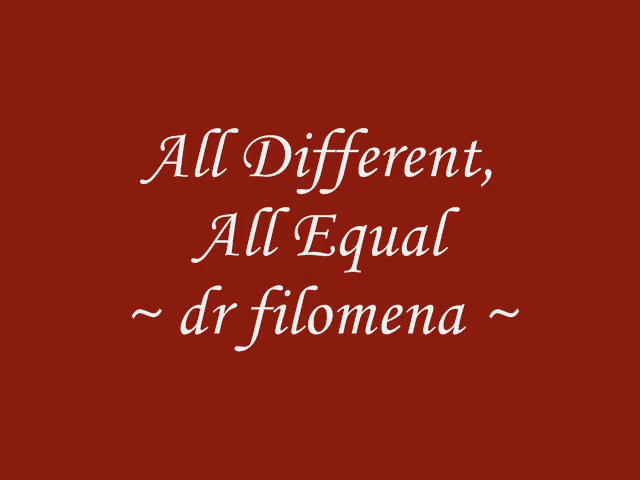 All Different,
All Equal
~ dr filomena ~